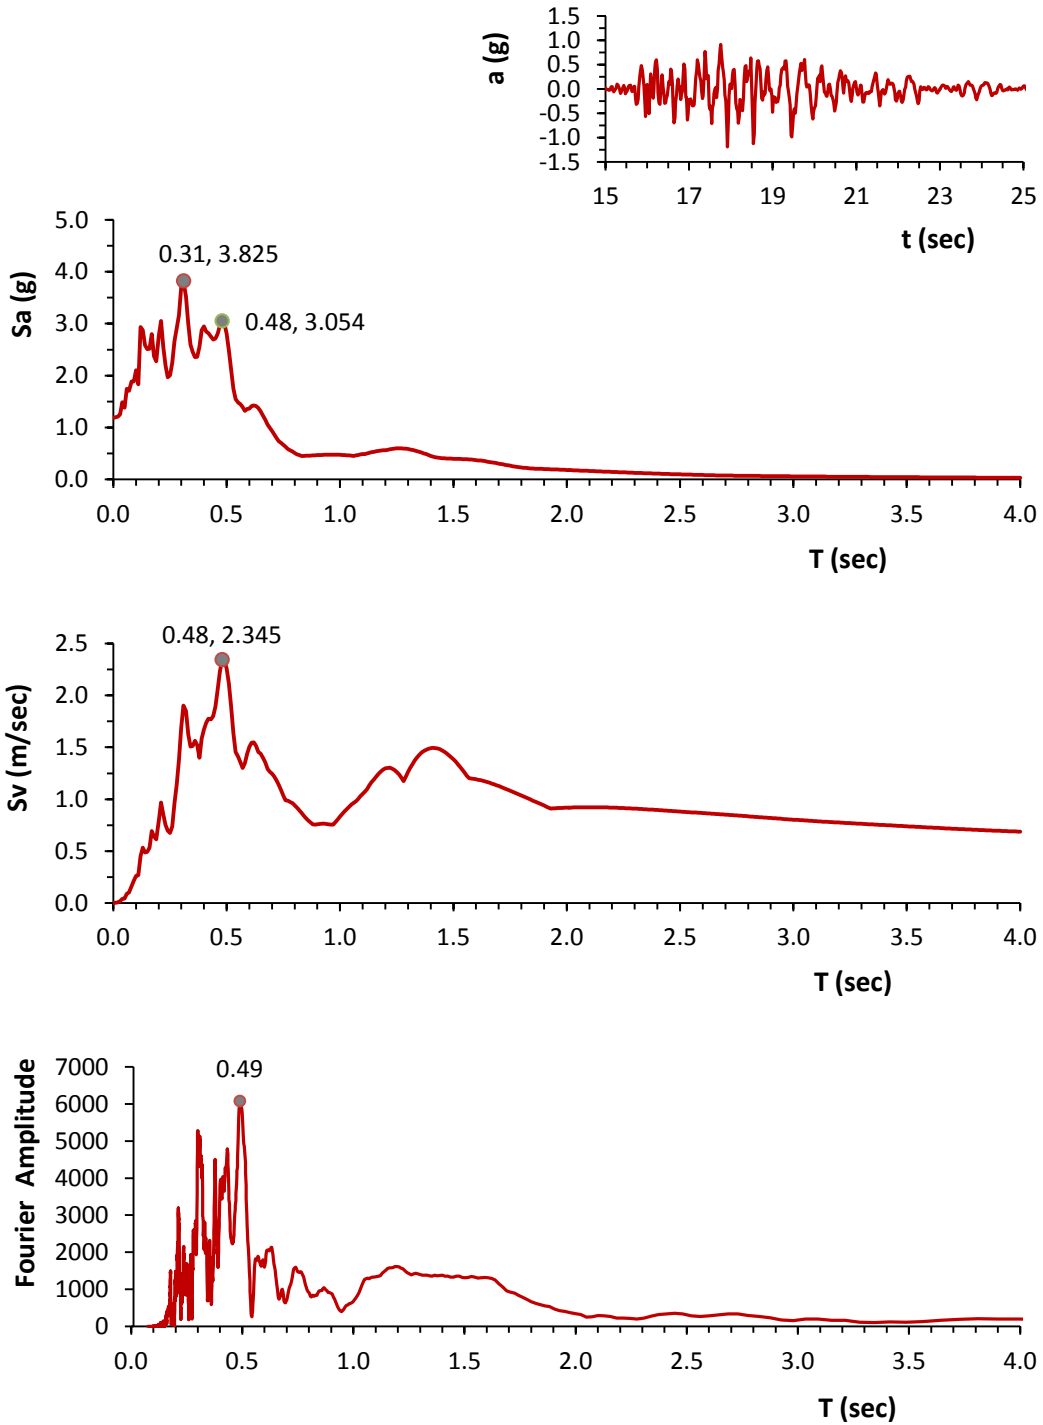 a (g)
1.5
1.0
0.5
0.0
-0.5
-1.0
-1.5
15 17 19 21 23 25
t (sec)
Sa (g)
5.0
4.0
3.0
2.0
1.0
0.0
0.31, 3.825
0.48, 3.054
0.0 0.5 1.0 1.5 2.0 2.5 3.0 3.5 4.0
T (sec)
Sv (m/sec)
2.5
2.0
1.5
1.0
0.5
0.0
0.48, 2.345
0.0 0.5 1.0 1.5 2.0 2.5 3.0 3.5 4.0
T (sec)
Fourier Amplitude
7000
6000
5000
4000
3000
2000
1000
0
0.49
0.0 0.5 1.0 1.5 2.0 2.5 3.0 3.5 4.0
T (sec)